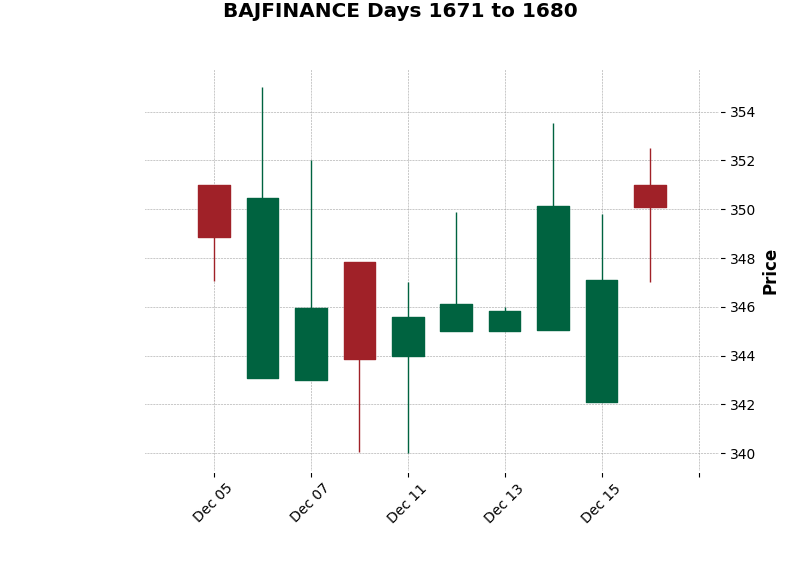 BAJFINANCE Days 1671 to 1680
354
352
350
348
346
344
342
340
Price
Dec 05
Dec 07
Dec 11
Dec 13
Dec 15